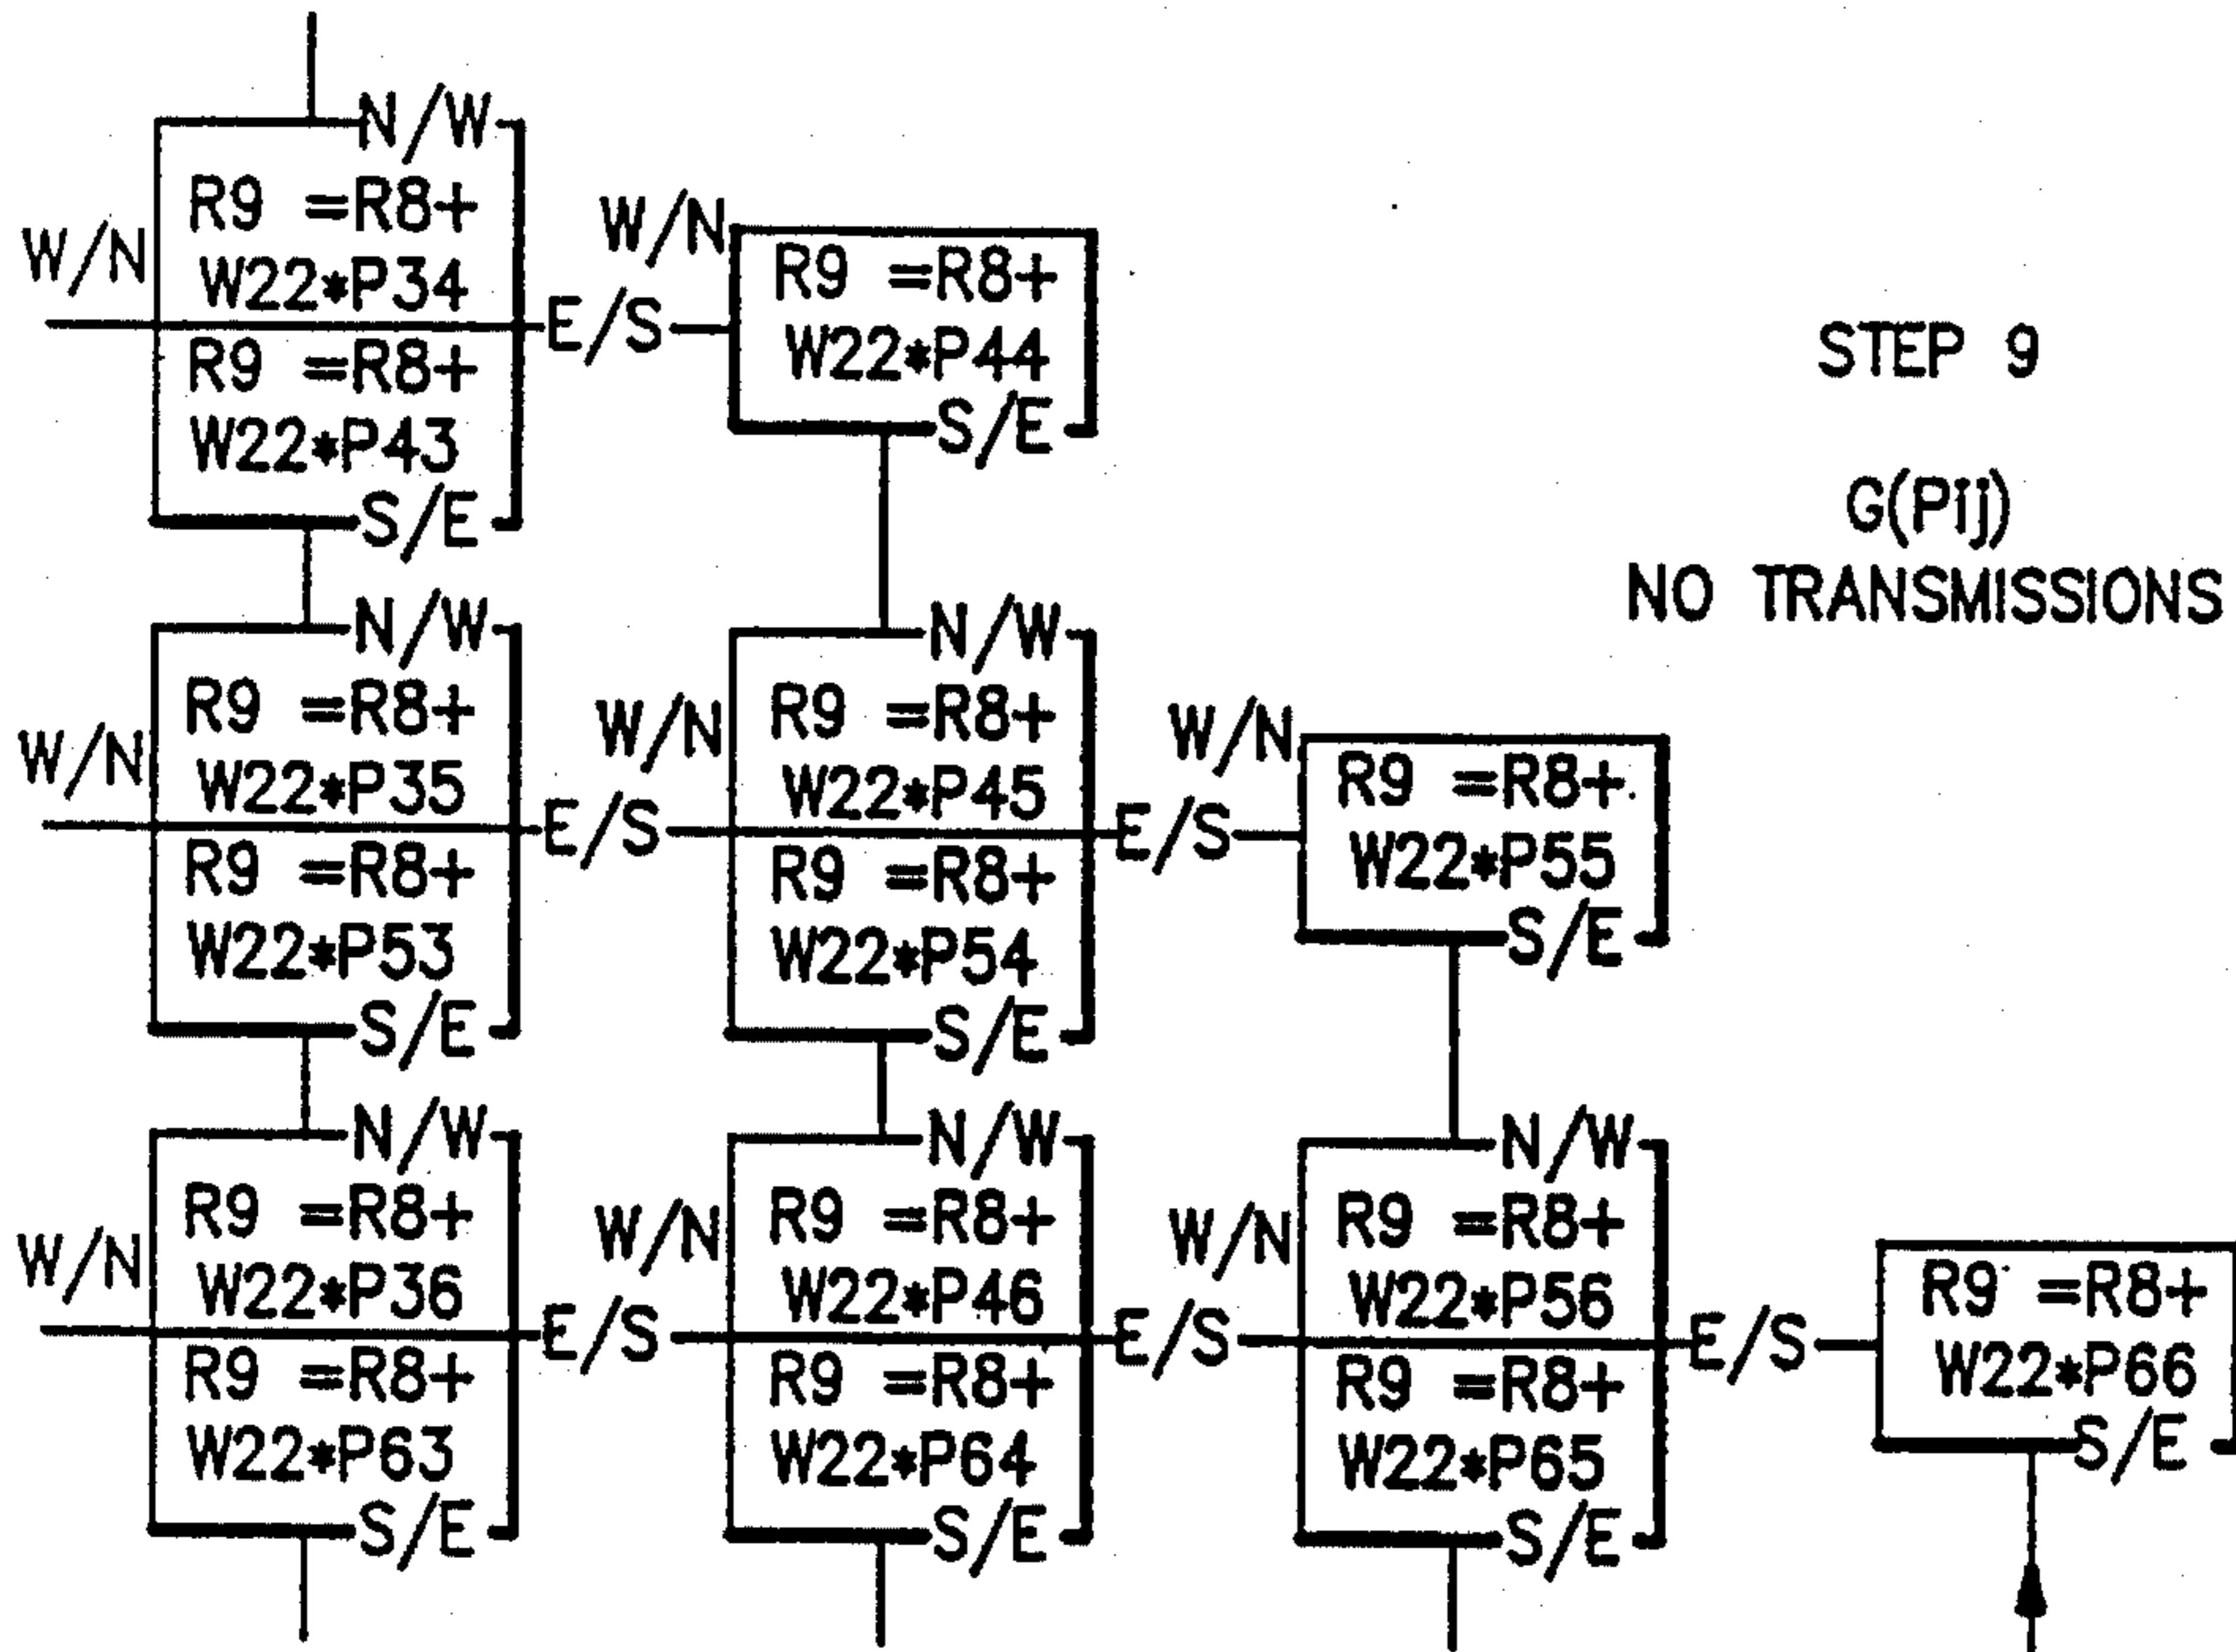 N/W
R9 =R8+
W/N
W22*P34
E/S
R9 =R8+
W22*P43
S/E
W/N
R9 =R8+
W22*P44
S/E
STEP 9
G(Pij)
NO TRANSMISSIONS
N/W
R9 =R8+
W/N
W22*P35
E/S
R9 =R8+
W22*P53
S/E
N/W
W/N
R9 =R8+
W22*P45
E/S
R9 =R8+
W22*P54
S/E
W/N
R9 =R8+
W22*P55
S/E
N/W
R9 =R8+
W/N
W22*P36
E/S
R9 =R8+
W22*P63
S/E
N/W
W/N
R9 =R8+
W22*P46
E/S
R9 =R8+
W22*P64
S/E
N/W
W/N
R9 =R8+
W22*P56
E/S
R9 =R8+
W22*P65
S/E
R9 =R8+
W22*P66
S/E